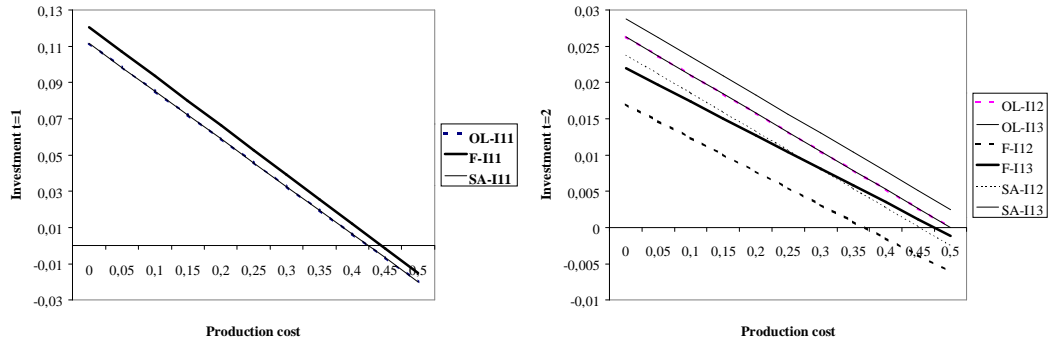 0,13
0,11
0,09
0,07
0,05
0,03
0,01
-0,01
-0,03
Investment t=1
0 0,05 0,1 0,15 0,2 0,25 0,3 0,35 0,4 0,45 0,5
Production cost
OL-I11
F-I11
SA-I11
0,03
0,025
0,02
0,015
0,01
0,005
0
-0,005
-0,01
Investment t=2
0 0,05 0,1 0,15 0,2 0,25 0,3 0,35 0,4 0,45 0,5
Production cost
OL-I12
OL-I13
F-I12
F-I13
SA-I12
SA-I13